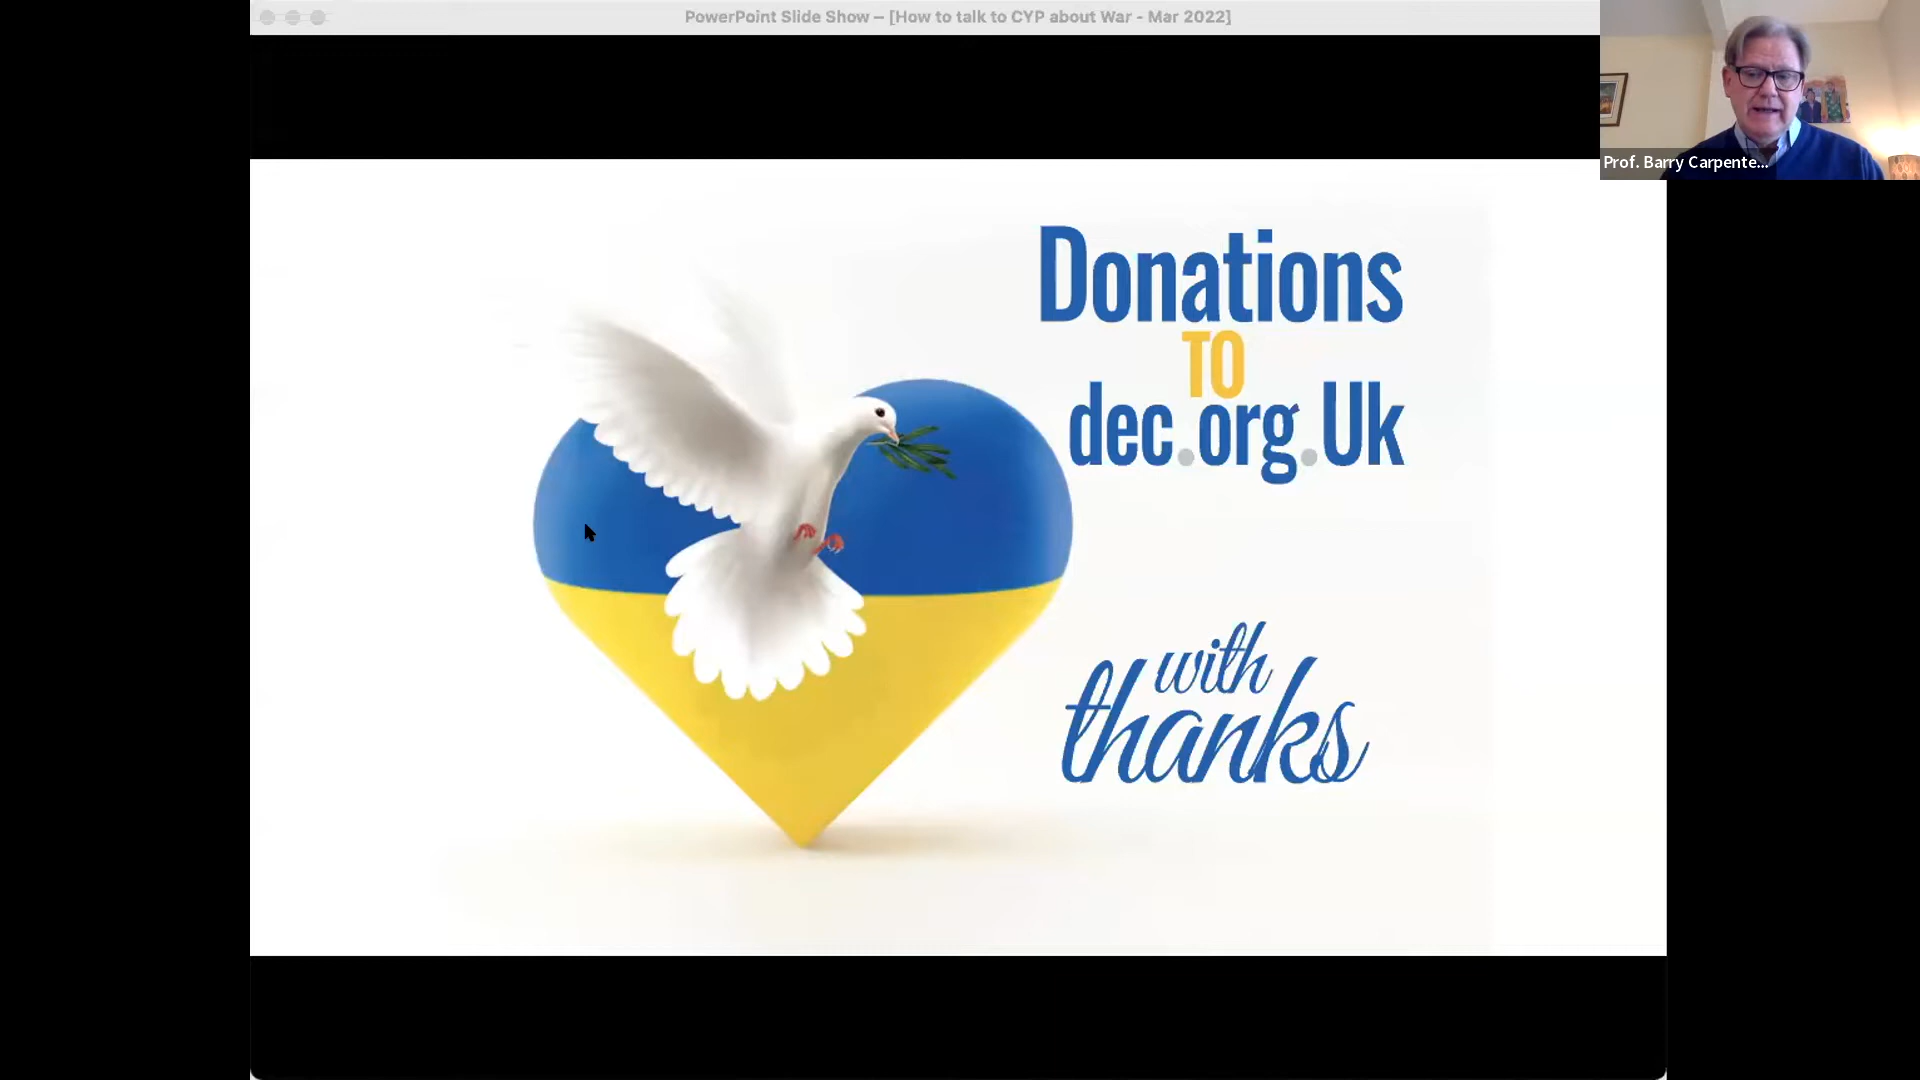 PowerPoint Slide Show – [How to talk to CYP about War - Mar 2022]
Prof. Barry Carpente...
Donations
TO
dec.org.Uk
with
thanks